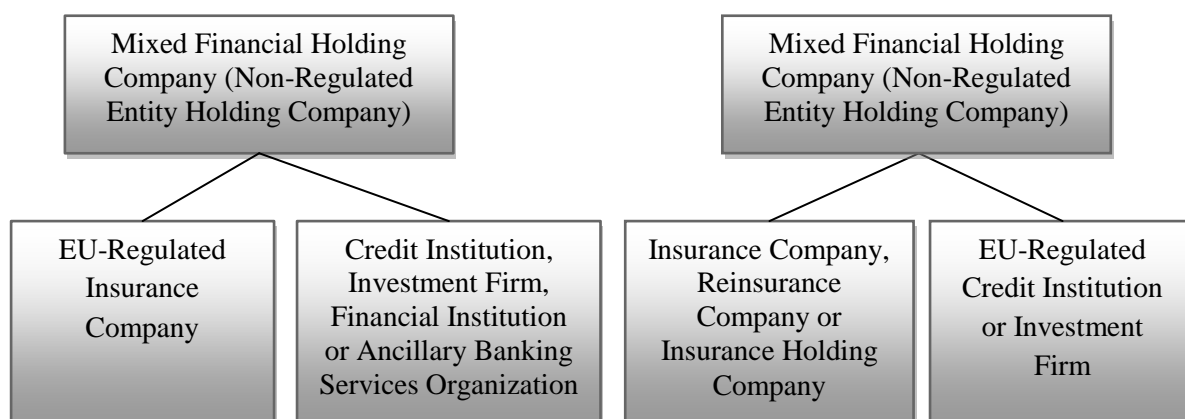 Mixed Financial Holding
Company (Non-Regulated
Entity Holding Company)
Mixed Financial Holding
Company (Non-Regulated
Entity Holding Company)
EU-Regulated
Insurance
Company
Credit Institution,
Investment Firm,
Financial Institution
or Ancillary Banking
Services Organization
Insurance Company,
Reinsurance
Company or
Insurance Holding
Company
EU-Regulated
Credit Institution
or Investment
Firm